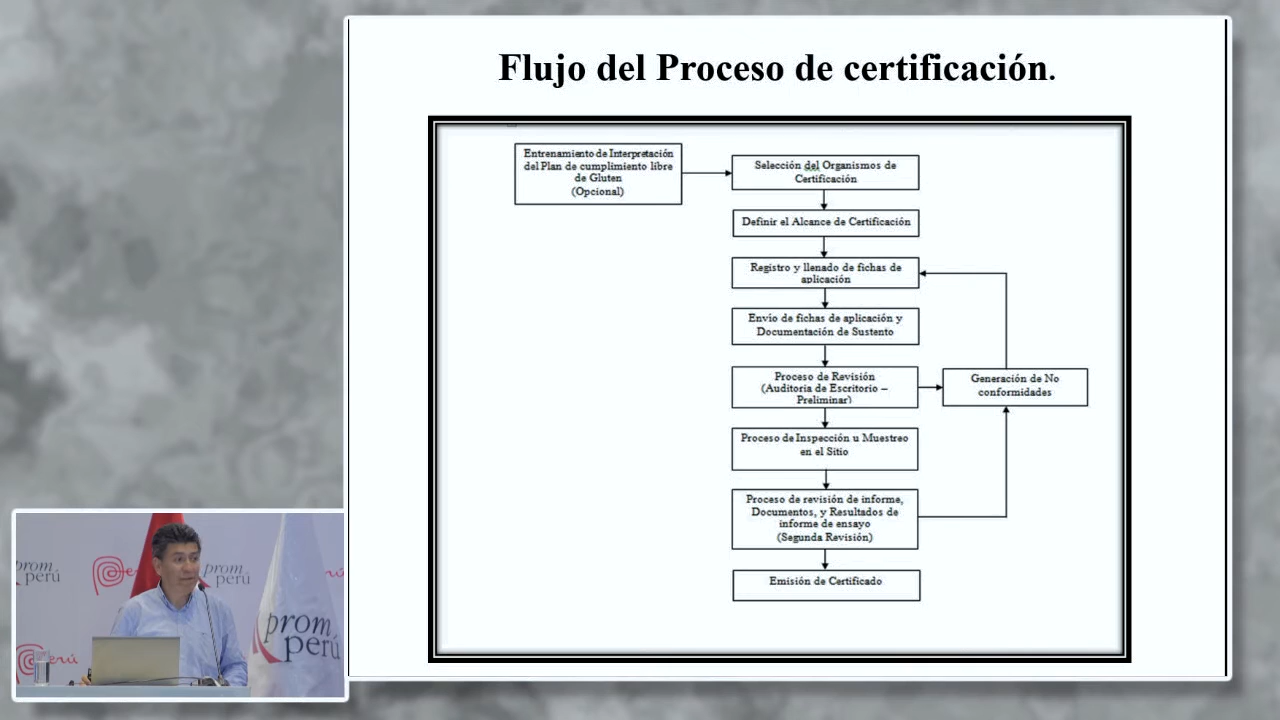 Flujo del Proceso de certificación.
Entrenamiento de Interpretación
del Plan de cumplimiento libre
de Gluten
(Opcional)
Selección del Organismos de
Certificación
Definir el Alcance de Certificación
Registro y llenado de fichas de
aplicación
Envío de fichas de aplicación y
Documentación de Sustento
Proceso de Revisión
(Auditoria de Escritorio –
Preliminar)
Generación de No
conformidades
Proceso de Inspección u Muestreo
en el Sitio
Proceso de revisión de informe,
Documentos, y Resultados de
informe de ensayo
(Segunda Revisión)
Emisión de Certificado
prom
perú
prom
perú
prom
perú